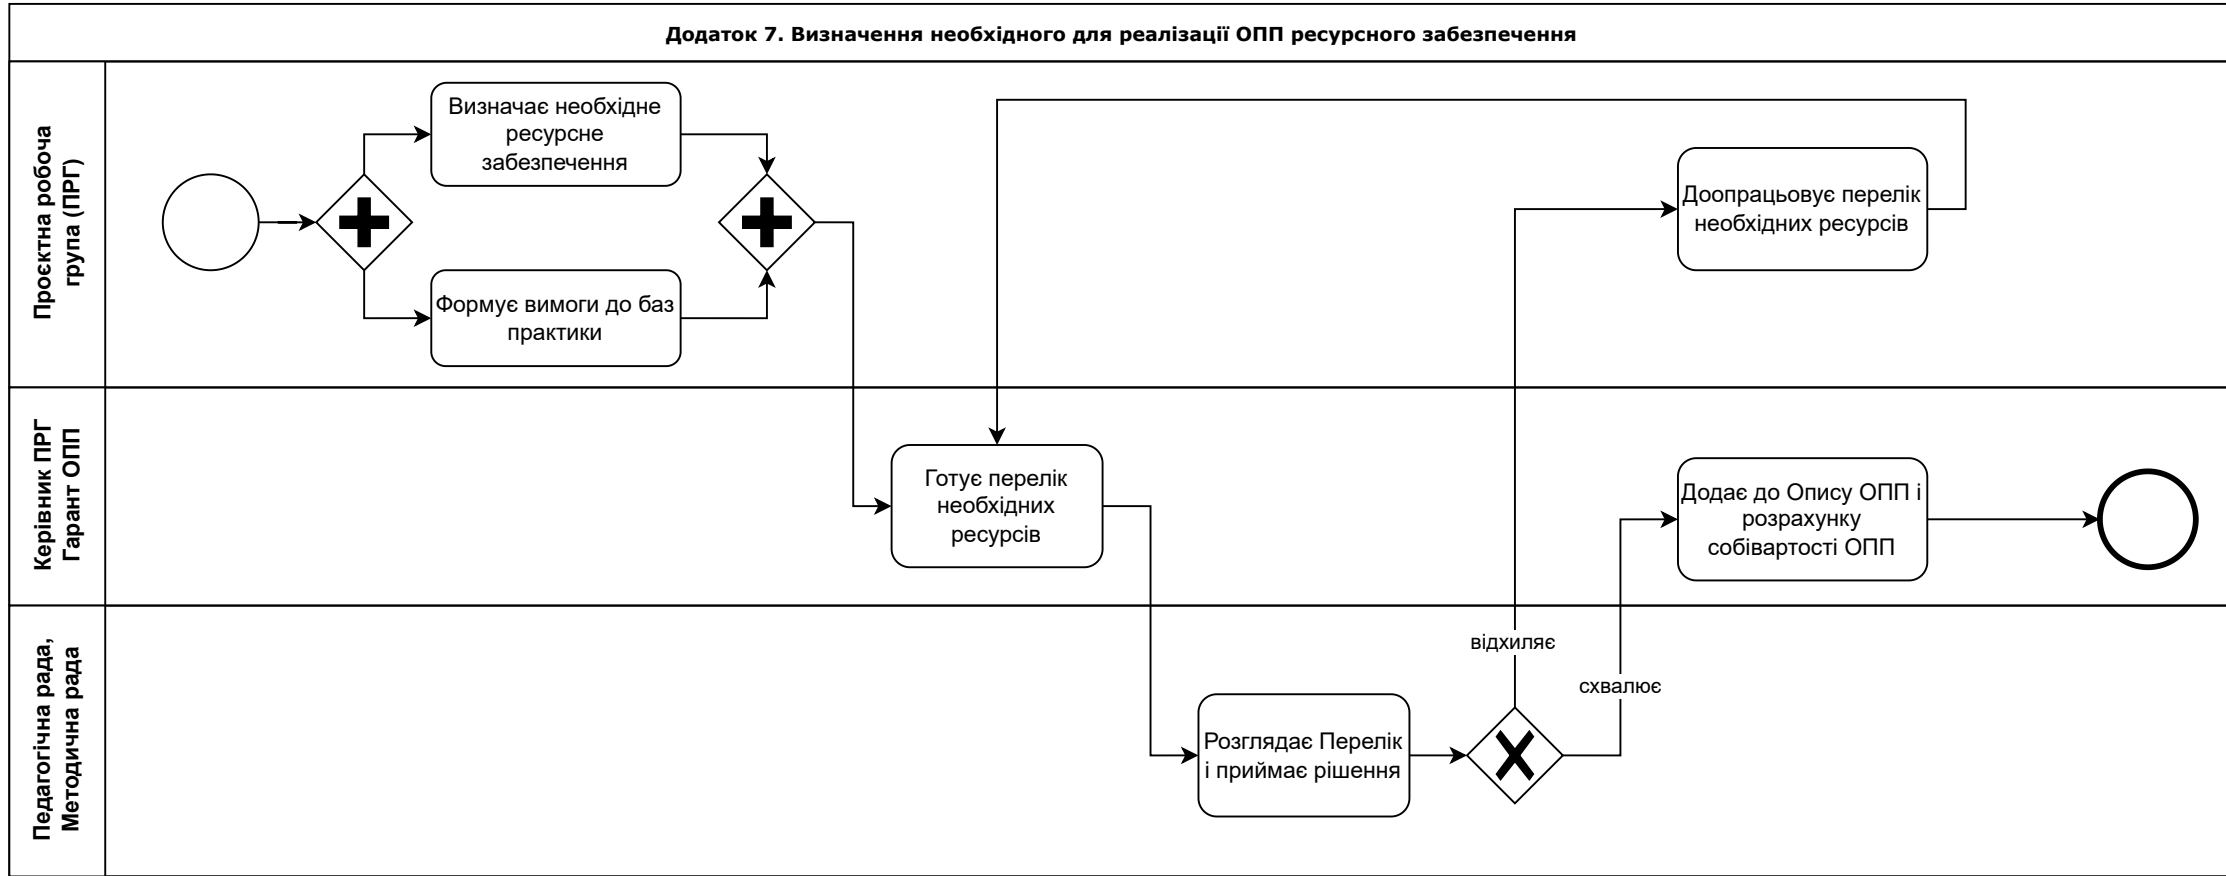 Додаток 7. Визначення необхідного для реалізації ОПП ресурсного забезпечення
Проєктна робоча
група (ПРГ)
Визначає необхідне
ресурсне
забезпечення
Формує вимоги до баз
практики
Доопрацьовує перелік
необхідних ресурсів
Керівник ПРГ
Гарант ОПП
Готує перелік
необхідних
ресурсів
Додає до Опису ОПП і
розрахунку
собівартості ОПП
Педагогічна рада,
Методична рада
відхиляє
схвалює
Розглядає Перелік
і приймає рішення